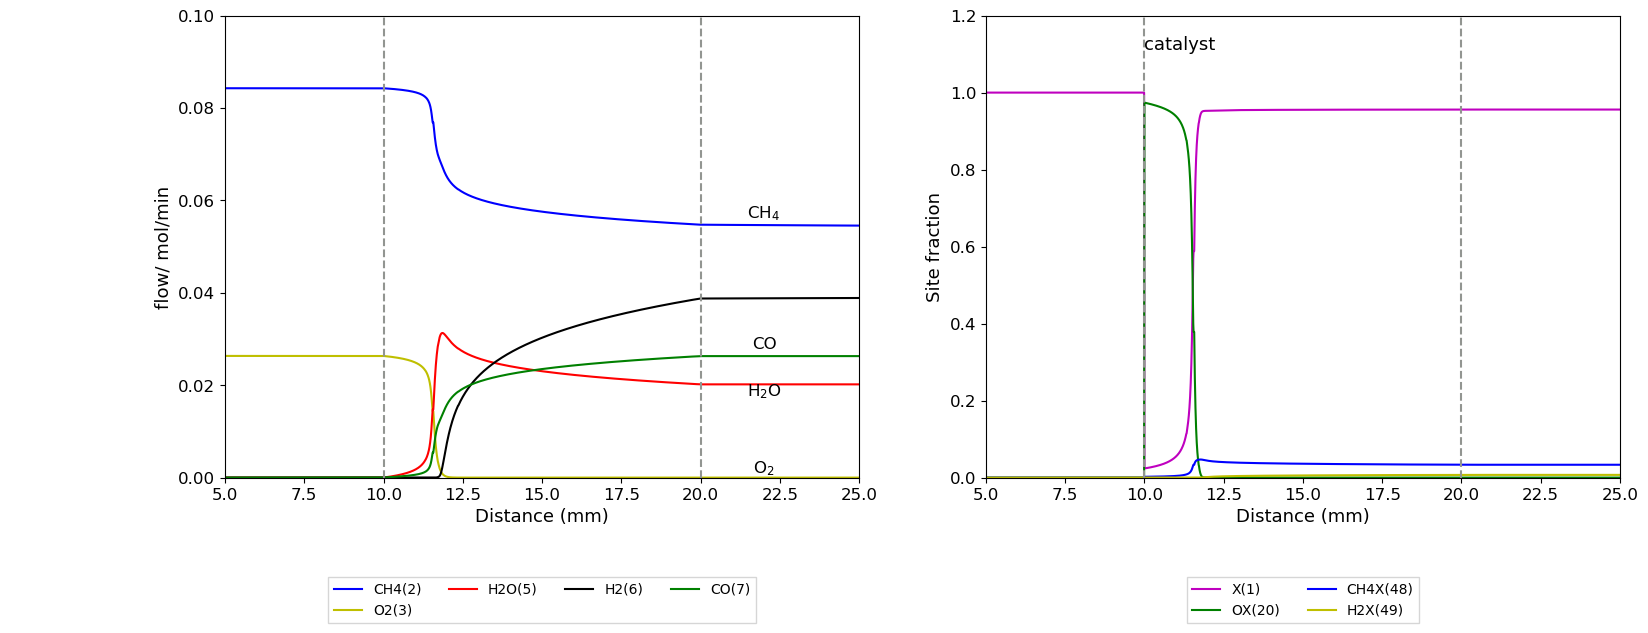 0.10
0.08
0.06
0.04
0.02
0.00
flow/ mol/min
CH4
CO
H2O
O2
5.0 7.5 10.0 12.5 15.0 17.5 20.0 22.5 25.0
Distance (mm)
CH4(2) H2O(5) H2(6) CO(7)
O2(3)
1.2
1.0
0.8
0.6
0.4
0.2
0.0
Site fraction
catalyst
5.0 7.5 10.0 12.5 15.0 17.5 20.0 22.5 25.0
Distance (mm)
X(1) CH4X(48)
OX(20) H2X(49)